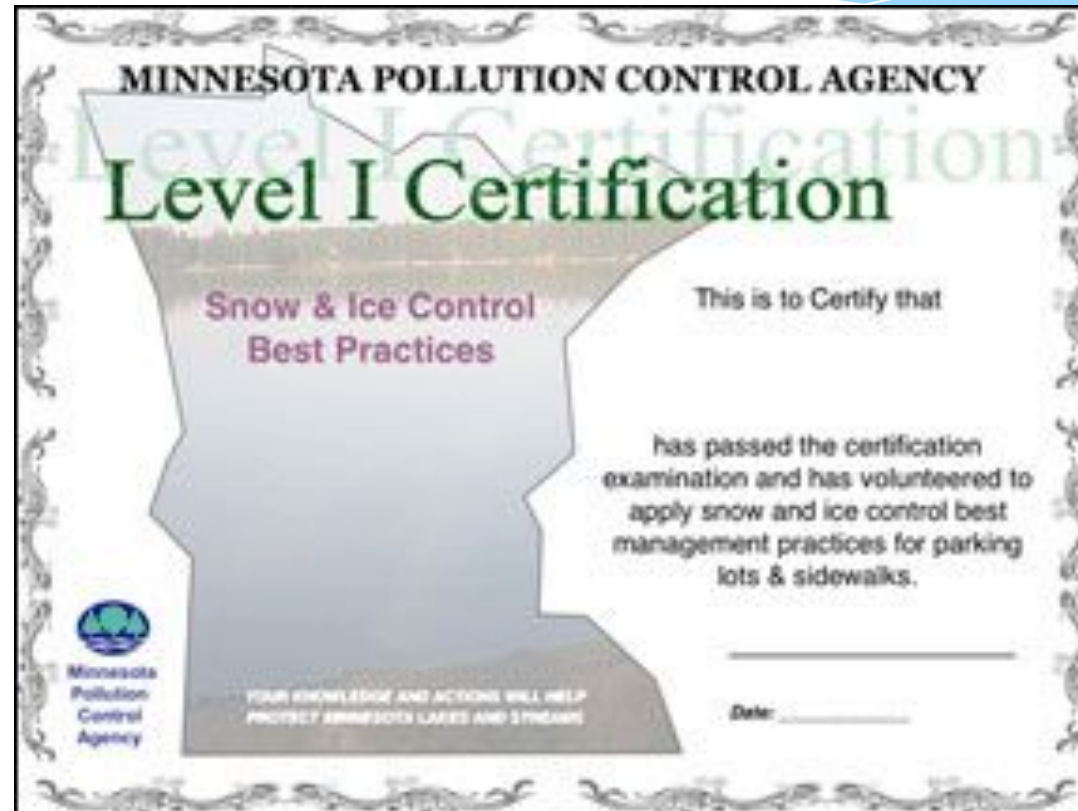 MINNESOTA POLLUTION CONTROL AGENCY
Level I Certification
Level I Certification
Snow & Ice Control
Best Practices
This is to Certify that
has passed the certification
examination and has volunteered to
apply snow and ice control best
management practices for parking
lots & sidewalks.
Minnesota
Pollution
Control
Agency
YOUR KNOWLEDGE AND ACTIONS WILL HELP
PROTECT MINNESOTA LAKES AND STREAMS
Date: